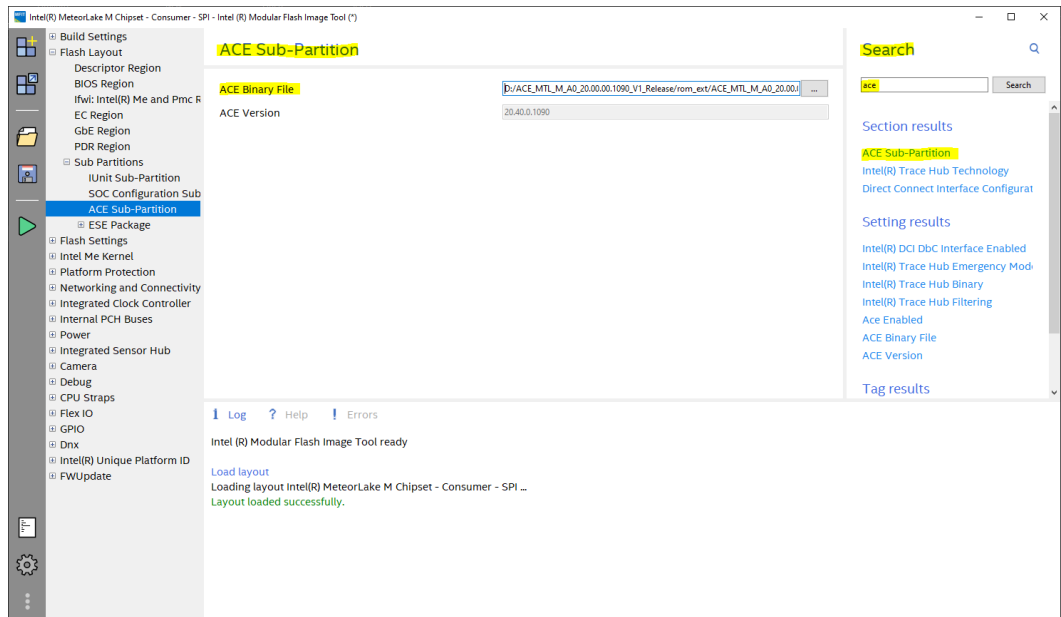 Intel(R) MeteorLake M Chipset - Consumer - SPI - Intel (R) Modular Flash Image Tool (*)
Build Settings
Flash Layout
Descriptor Region
BIOS Region
Ifwi: Intel(R) Me and Pmc R
EC Region
GbE Region
PDR Region
Sub Partitions
IUnit Sub-Partition
SOC Configuration Sub
ACE Sub-Partition
ESE Package
Flash Settings
Intel Me Kernel
Platform Protection
Networking and Connectivity
Integrated Clock Controller
Internal PCH Buses
Power
Integrated Sensor Hub
Camera
Debug
CPU Straps
Flex IO
GPIO
Dnx
Intel(R) Unique Platform ID
FWUpdate
ACE Sub-Partition
ACE Binary File
D:/ACE_MTL_M_A0_20.00.00.1090_V1_Release/rom_ext/ACE_MTL_M_A0_20.00.( ...
ACE Version
20.40.0.1090
Search
ace
Search
Section results
ACE Sub-Partition
Intel(R) Trace Hub Technology
Direct Connect Interface Configurat
Setting results
Intel(R) DCI DbC Interface Enabled
Intel(R) Trace Hub Emergency Mod
Intel(R) Trace Hub Binary
Intel(R) Trace Hub Filtering
Ace Enabled
ACE Binary File
ACE Version
Tag results
Log ? Help ! Errors
Intel (R) Modular Flash Image Tool ready
Load layout
Loading layout Intel(R) MeteorLake M Chipset - Consumer - SPI ...
Layout loaded successfully.